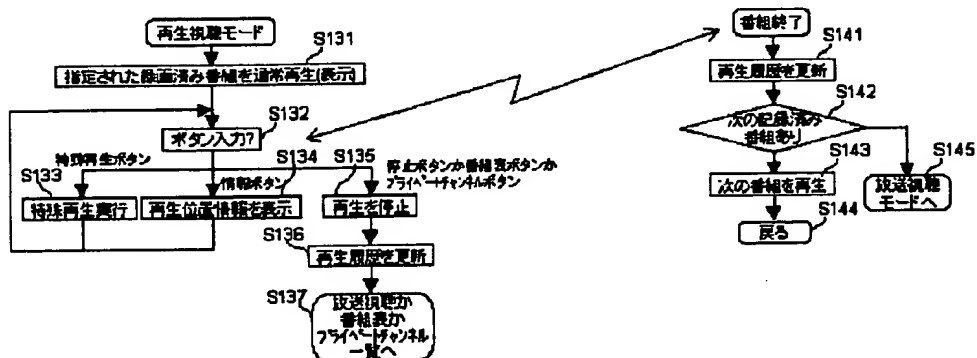 再生視聴モード
S131
指定された録画済み番組を通常再生(表示)
S132
ボタン入力?
特殊再生ボタン
S133
特殊再生実行
情報ボタン
S134
再生位置情報を表示
S135
停止ボタンか番組表ボタンか
プライベートチャンネルボタン
再生を停止
S136
再生履歴を更新
S137
放送視聴か
番組表か
プライベートチャンネル
一覧へ
番組終了
S141
再生履歴を更新
S142
次の記録済み
番組あり
S143
次の番組を再生
S144
戻る
S145
放送視聴
モードへ